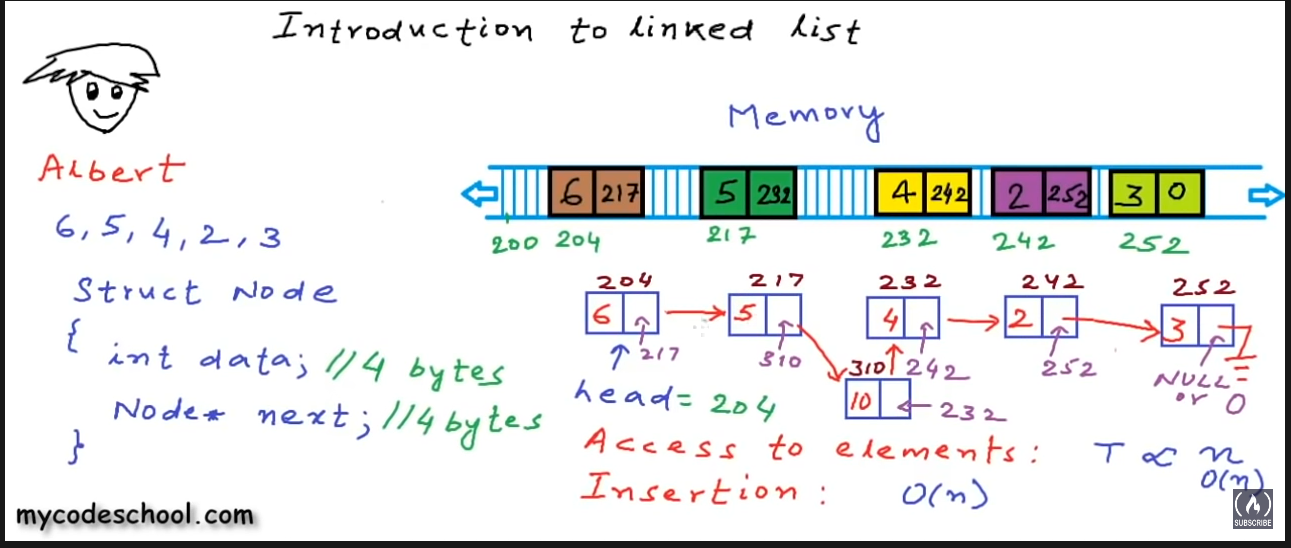 Introduction to linked list
Memory
Albert
6, 5, 4, 2, 3
Struct Node
{
int data; //4 bytes
Node* next; //4 bytes
}
6 217 5 232 4 242 2 252 3 0
200 204 217 232 242 252
204 217 232 242 252
6 5 4 2 3
217 310 310 242 252 NULL or 0
10 232
head = 204
Access to elements: T ∝ n
O(n)
Insertion: O(n)
mycodeschool.com
SUBSCRIBE